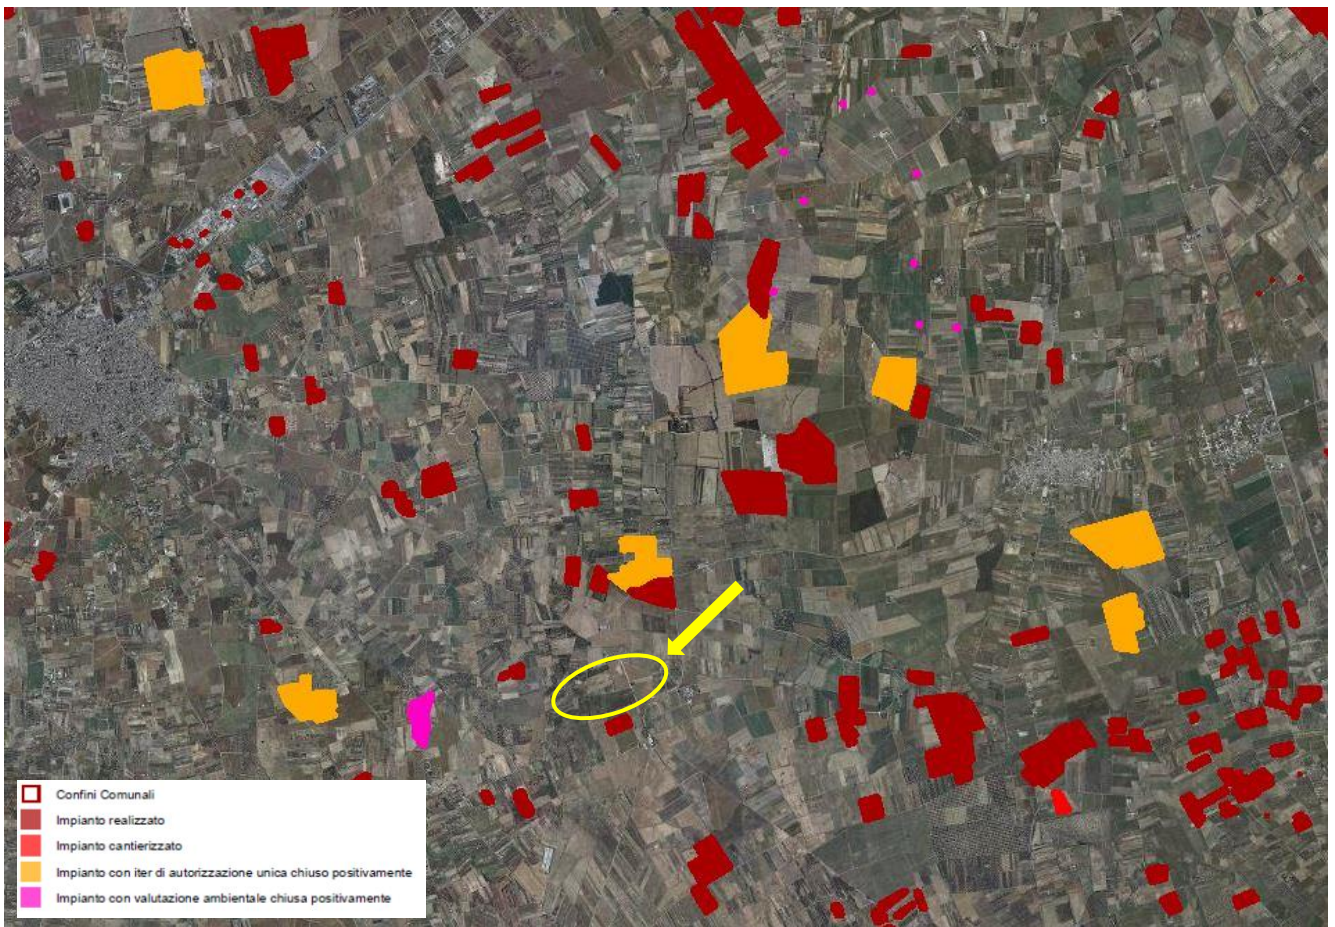 Confini Comunali
Impianto realizzato
Impianto cantierizzato
Impianto con iter di autorizzazione unica chiuso positivamente
Impianto con valutazione ambientale chiusa positivamente